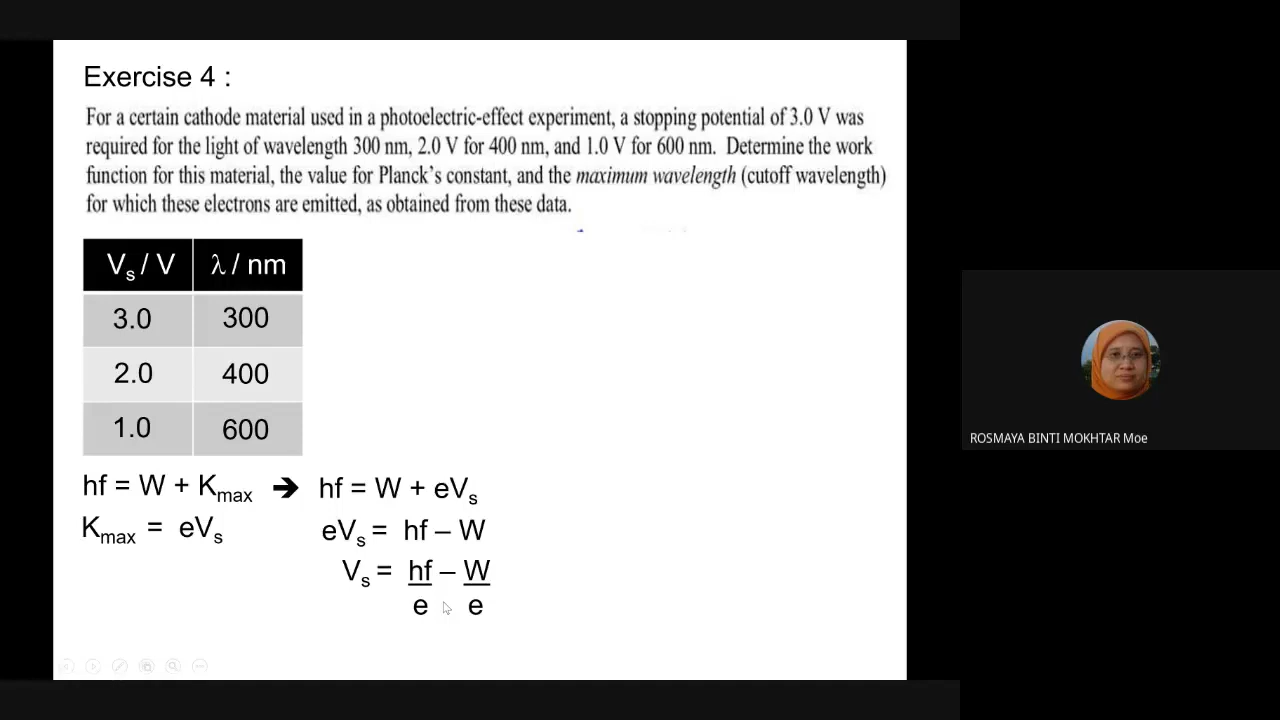 Exercise 4 :
For a certain cathode material used in a photoelectric-effect experiment, a stopping potential of 3.0 V was
required for the light of wavelength 300 nm, 2.0 V for 400 nm, and 1.0 V for 600 nm. Determine the work
function for this material, the value for Planck's constant, and the maximum wavelength (cutoff wavelength)
for which these electrons are emitted, as obtained from these data.
Vs / V λ / nm
3.0 300
2.0 400
1.0 600
hf = W + Kmax ➔ hf = W + eVs
Kmax = eVs eVs = hf – W
Vs = hf – W
e e
ROSMAYA BINTI MOKHTAR Moe